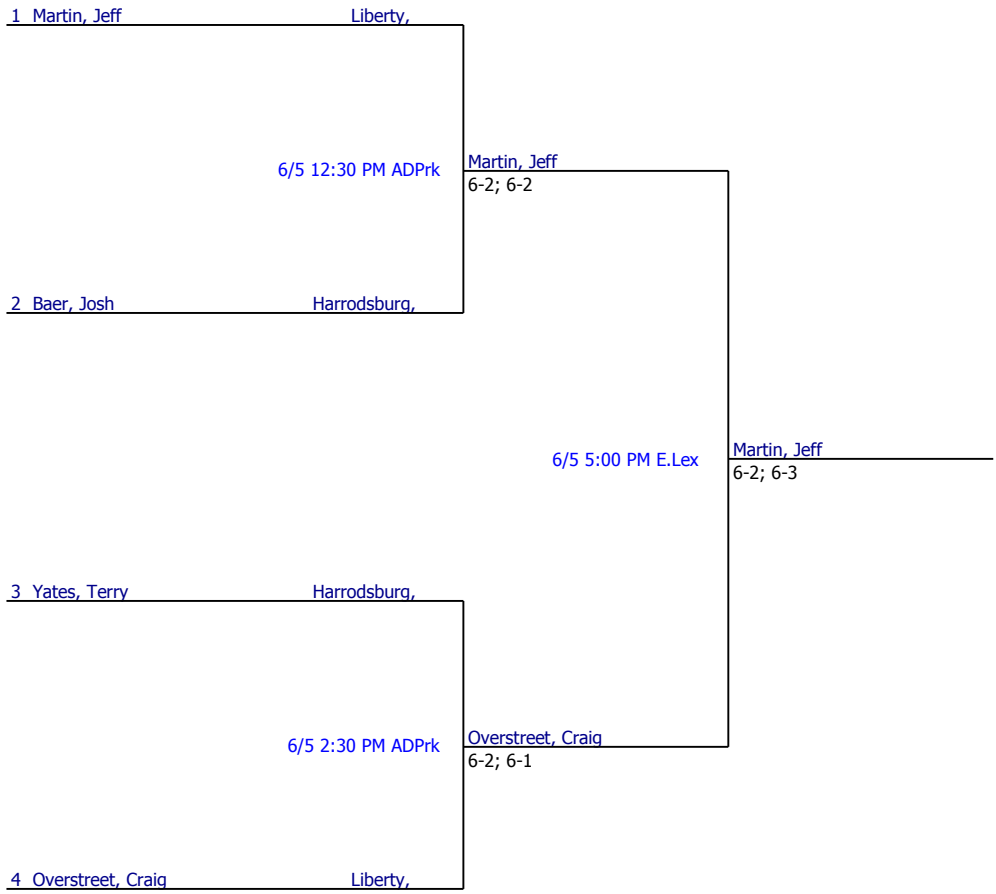 1 Martin, Jeff Liberty,
6/5 12:30 PM ADPrk
Martin, Jeff
6-2; 6-2
2 Baer, Josh Harrodsburg,
6/5 5:00 PM E.Lex
Martin, Jeff
6-2; 6-3
3 Yates, Terry Harrodsburg,
6/5 2:30 PM ADPrk
Overstreet, Craig
6-2; 6-1
4 Overstreet, Craig Liberty,